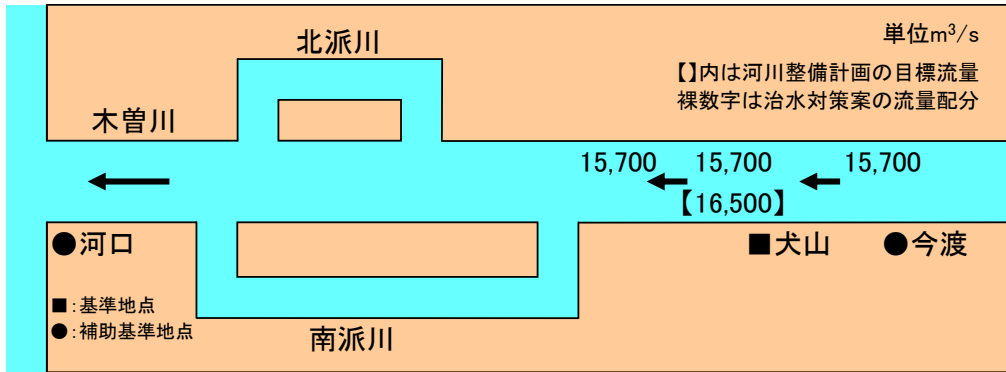 北派川
単位m³/s
【】内は河川整備計画の目標流量
裸数字は治水対策案の流量配分
木曽川
15,700 15,700 15,700
【16,500】
●河口 ■犬山 ●今渡
■:基準地点
●:補助基準地点
南派川